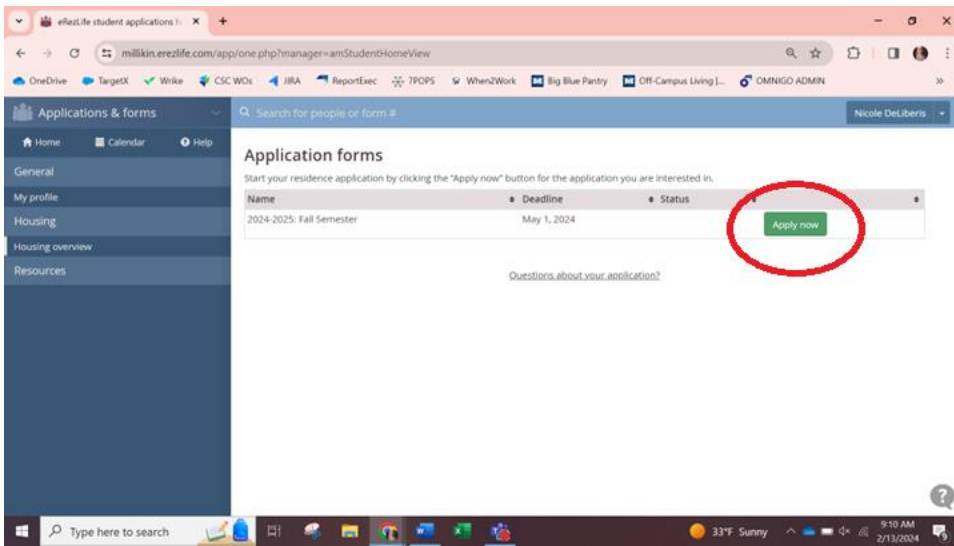 eRezLife student applications h
millikin.erezlife.com/app/one.php?manager=amStudentHomeView
OneDrive TargetX Wrike CSC WOs JIRA ReportExec 7POPS When2Work Big Blue Pantry Off-Campus Living J... OMNIGO ADMIN »
Applications & forms Search for people or form # Nicole DeLiberis
Home Calendar Help
Application forms
General
Start your residence application by clicking the "Apply now" button for the application you are interested in.
My profile
Name Deadline Status
Housing
2024-2025: Fall Semester May 1, 2024 Apply now
Housing overview
Resources
Questions about your application?
?
Type here to search 33°F Sunny 9:10 AM
2/13/2024